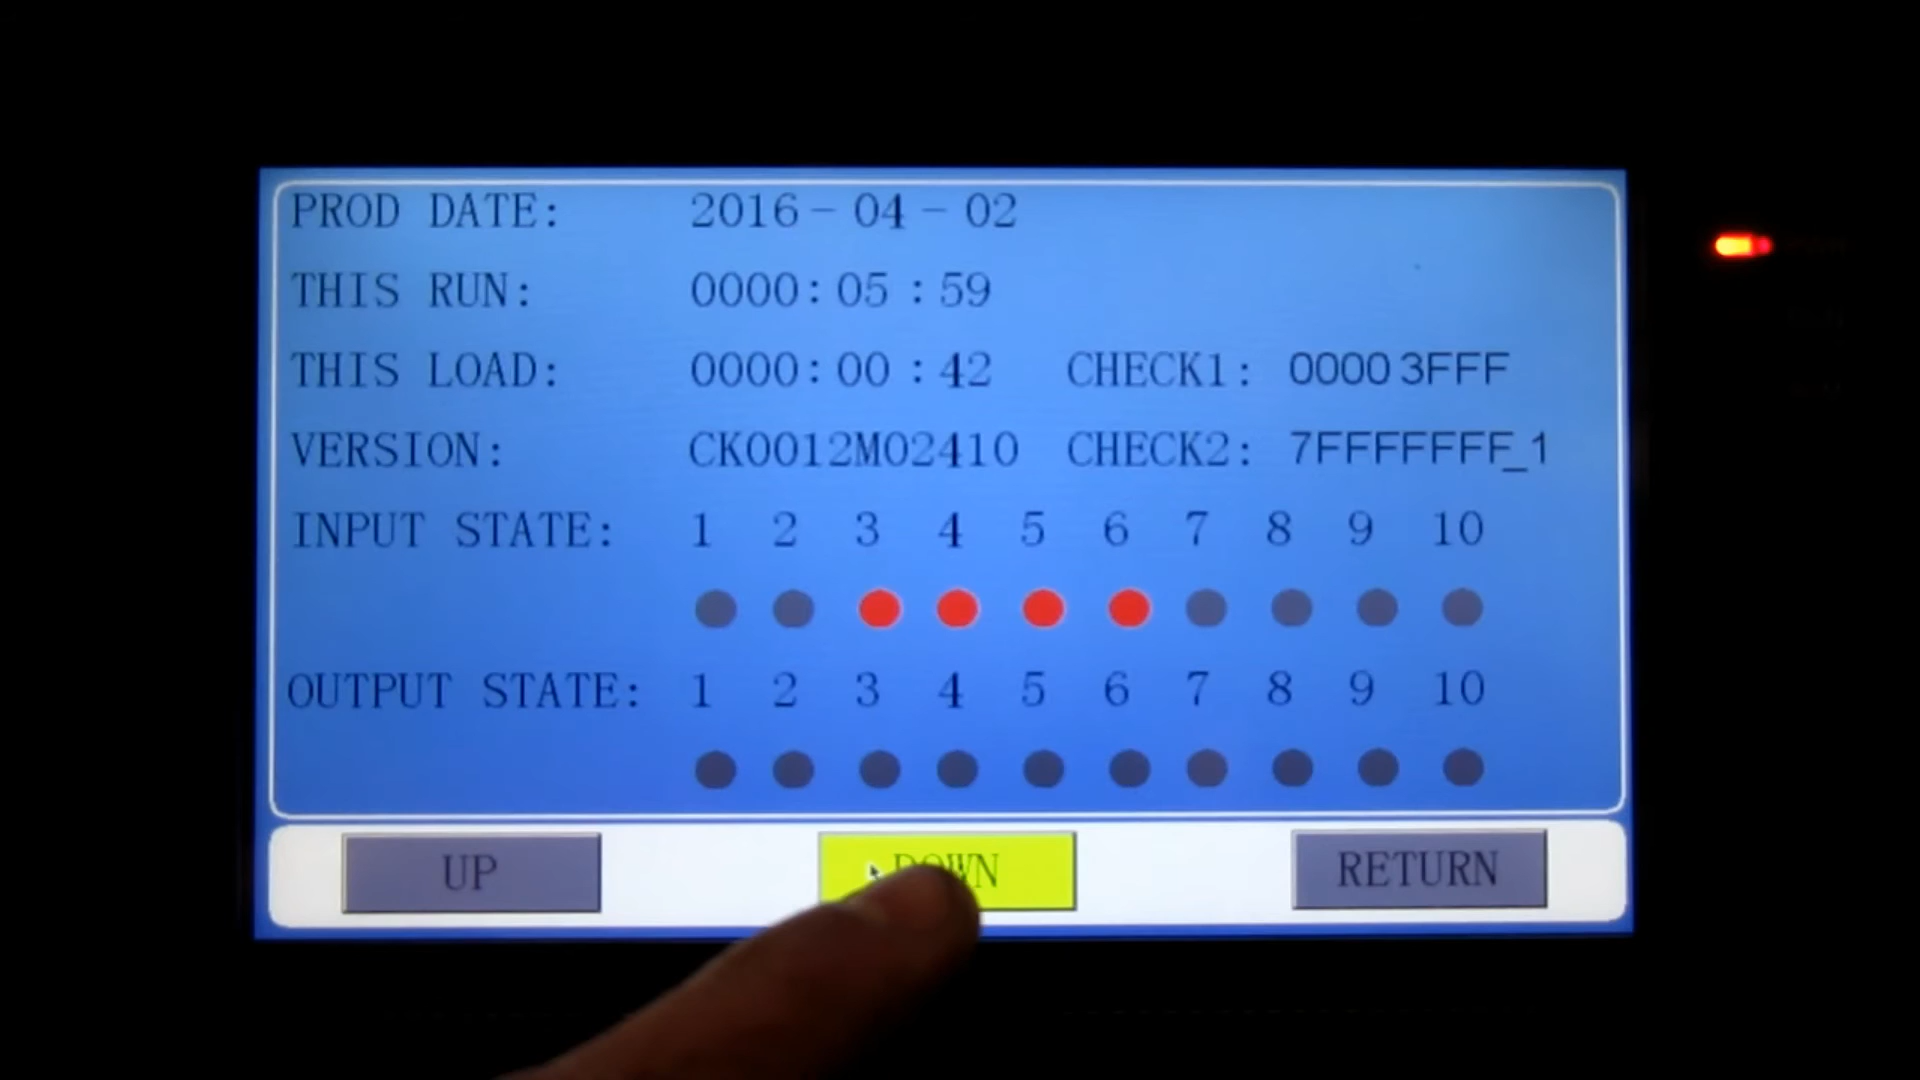 PROD DATE: 2016-04-02
THIS RUN: 0000:05:59
THIS LOAD: 0000:00:42 CHECK1: 00003FFF
VERSION: CK0012M02410 CHECK2: 7FFFFFFF_1
INPUT STATE: 1 2 3 4 5 6 7 8 9 10
OUTPUT STATE: 1 2 3 4 5 6 7 8 9 10
UP DOWN RETURN